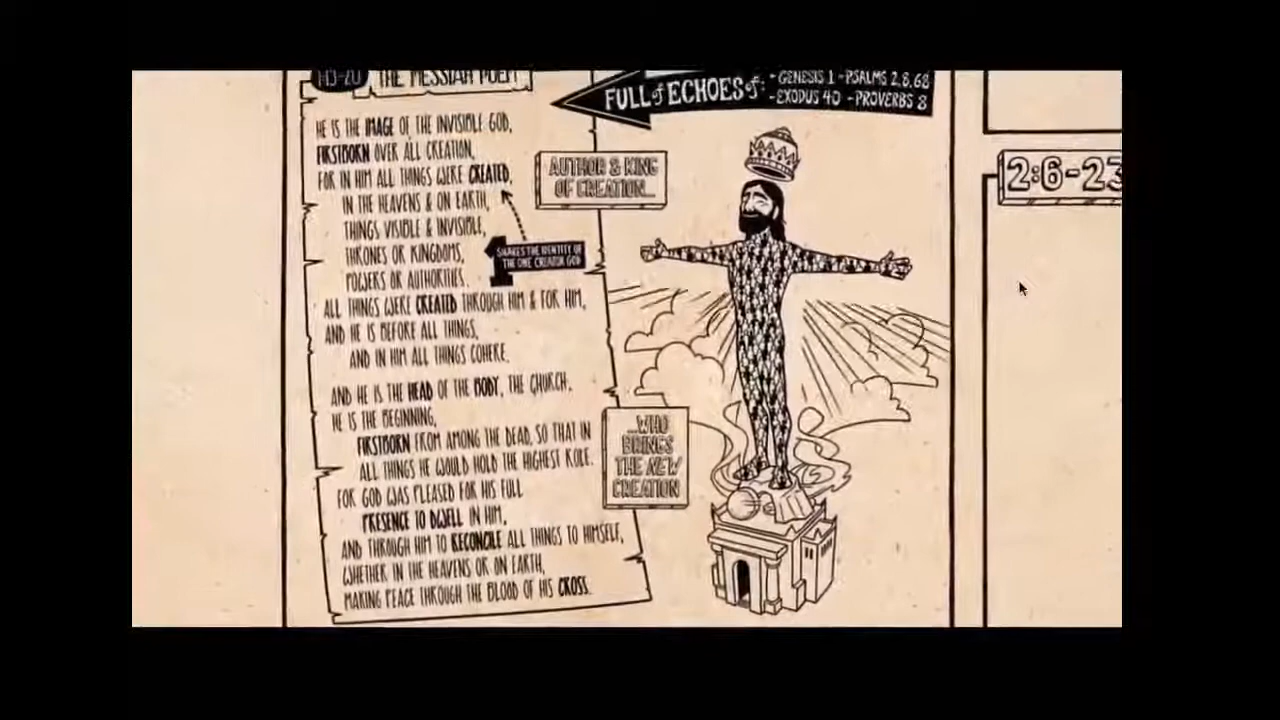 1:15-20 THE MESSIAH POEM
FULL of ECHOES of: -GENESIS 1 -PSALMS 2,8,68
-EXODUS 40 -PROVERBS 8
HE IS THE IMAGE OF THE INVISIBLE GOD,
FIRSTBORN OVER ALL CREATION,
FOR IN HIM ALL THINGS WERE CREATED,
IN THE HEAVENS & ON EARTH,
THINGS VISIBLE & INVISIBLE,
THRONES OR KINGDOMS,
POWERS OR AUTHORITIES.
ALL THINGS WERE CREATED THROUGH HIM & FOR HIM,
AND HE IS BEFORE ALL THINGS,
AND IN HIM ALL THINGS COHERE.
AND HE IS THE HEAD OF THE BODY, THE CHURCH.
HE IS THE BEGINNING,
FIRSTBORN FROM AMONG THE DEAD, SO THAT IN
ALL THINGS HE WOULD HOLD THE HIGHEST ROLE.
FOR GOD WAS PLEASED FOR HIS FULL
PRESENCE TO DWELL IN HIM,
AND THROUGH HIM TO RECONCILE ALL THINGS TO HIMSELF,
WHETHER IN THE HEAVENS OR ON EARTH,
MAKING PEACE THROUGH THE BLOOD OF HIS CROSS.
SHARES THE IDENTITY OF
THE ONE CREATOR GOD
AUTHOR & KING
OF CREATION...
...WHO
BRINGS
THE NEW
CREATION
2:6-23